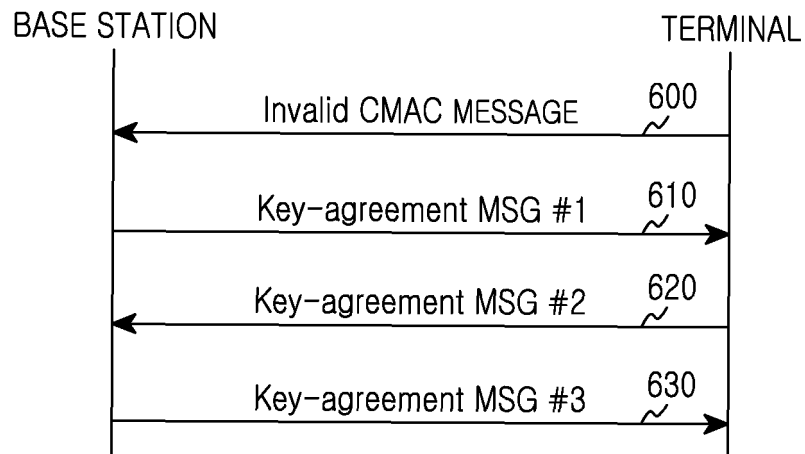 BASE STATION TERMINAL
Invalid CMAC MESSAGE 600
Key-agreement MSG #1 610
Key-agreement MSG #2 620
Key-agreement MSG #3 630